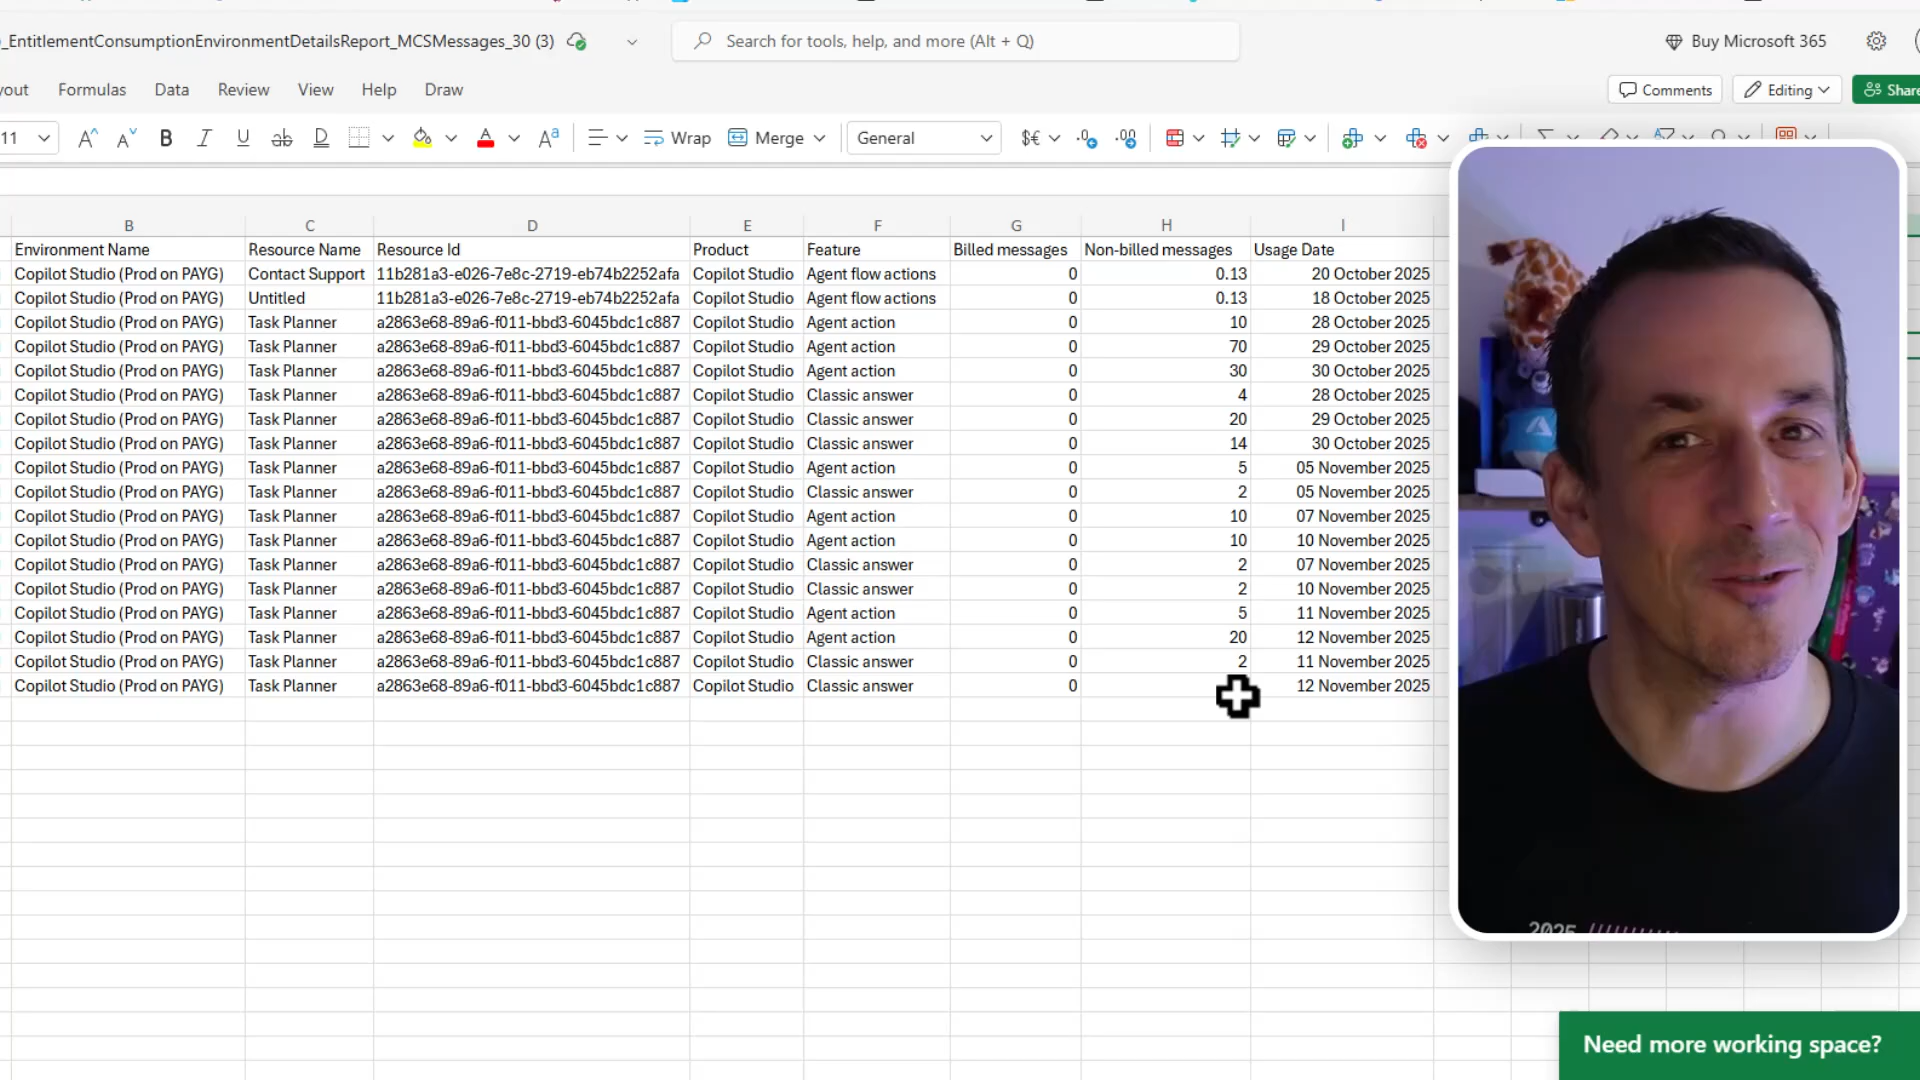 _EntitlementConsumptionEnvironmentDetailsReport_MCSMessages_30 (3)
Search for tools, help, and more (Alt + Q)
Buy Microsoft 365
yout Formulas Data Review View Help Draw
Comments Editing Share
11 B I U ab D A Wrap Merge General $€ .00
B C D E F G H I
Environment Name Resource Name Resource Id Product Feature Billed messages Non-billed messages Usage Date
Copilot Studio (Prod on PAYG) Contact Support 11b281a3-e026-7e8c-2719-eb74b2252afa Copilot Studio Agent flow actions 0 0.13 20 October 2025
Copilot Studio (Prod on PAYG) Untitled 11b281a3-e026-7e8c-2719-eb74b2252afa Copilot Studio Agent flow actions 0 0.13 18 October 2025
Copilot Studio (Prod on PAYG) Task Planner a2863e68-89a6-f011-bbd3-6045bdc1c887 Copilot Studio Agent action 0 10 28 October 2025
Copilot Studio (Prod on PAYG) Task Planner a2863e68-89a6-f011-bbd3-6045bdc1c887 Copilot Studio Agent action 0 70 29 October 2025
Copilot Studio (Prod on PAYG) Task Planner a2863e68-89a6-f011-bbd3-6045bdc1c887 Copilot Studio Agent action 0 30 30 October 2025
Copilot Studio (Prod on PAYG) Task Planner a2863e68-89a6-f011-bbd3-6045bdc1c887 Copilot Studio Classic answer 0 4 28 October 2025
Copilot Studio (Prod on PAYG) Task Planner a2863e68-89a6-f011-bbd3-6045bdc1c887 Copilot Studio Classic answer 0 20 29 October 2025
Copilot Studio (Prod on PAYG) Task Planner a2863e68-89a6-f011-bbd3-6045bdc1c887 Copilot Studio Classic answer 0 14 30 October 2025
Copilot Studio (Prod on PAYG) Task Planner a2863e68-89a6-f011-bbd3-6045bdc1c887 Copilot Studio Agent action 0 5 05 November 2025
Copilot Studio (Prod on PAYG) Task Planner a2863e68-89a6-f011-bbd3-6045bdc1c887 Copilot Studio Classic answer 0 2 05 November 2025
Copilot Studio (Prod on PAYG) Task Planner a2863e68-89a6-f011-bbd3-6045bdc1c887 Copilot Studio Agent action 0 10 07 November 2025
Copilot Studio (Prod on PAYG) Task Planner a2863e68-89a6-f011-bbd3-6045bdc1c887 Copilot Studio Agent action 0 10 10 November 2025
Copilot Studio (Prod on PAYG) Task Planner a2863e68-89a6-f011-bbd3-6045bdc1c887 Copilot Studio Classic answer 0 2 07 November 2025
Copilot Studio (Prod on PAYG) Task Planner a2863e68-89a6-f011-bbd3-6045bdc1c887 Copilot Studio Classic answer 0 2 10 November 2025
Copilot Studio (Prod on PAYG) Task Planner a2863e68-89a6-f011-bbd3-6045bdc1c887 Copilot Studio Agent action 0 5 11 November 2025
Copilot Studio (Prod on PAYG) Task Planner a2863e68-89a6-f011-bbd3-6045bdc1c887 Copilot Studio Agent action 0 20 12 November 2025
Copilot Studio (Prod on PAYG) Task Planner a2863e68-89a6-f011-bbd3-6045bdc1c887 Copilot Studio Classic answer 0 2 11 November 2025
Copilot Studio (Prod on PAYG) Task Planner a2863e68-89a6-f011-bbd3-6045bdc1c887 Copilot Studio Classic answer 0 12 November 2025
2025
Need more working space?